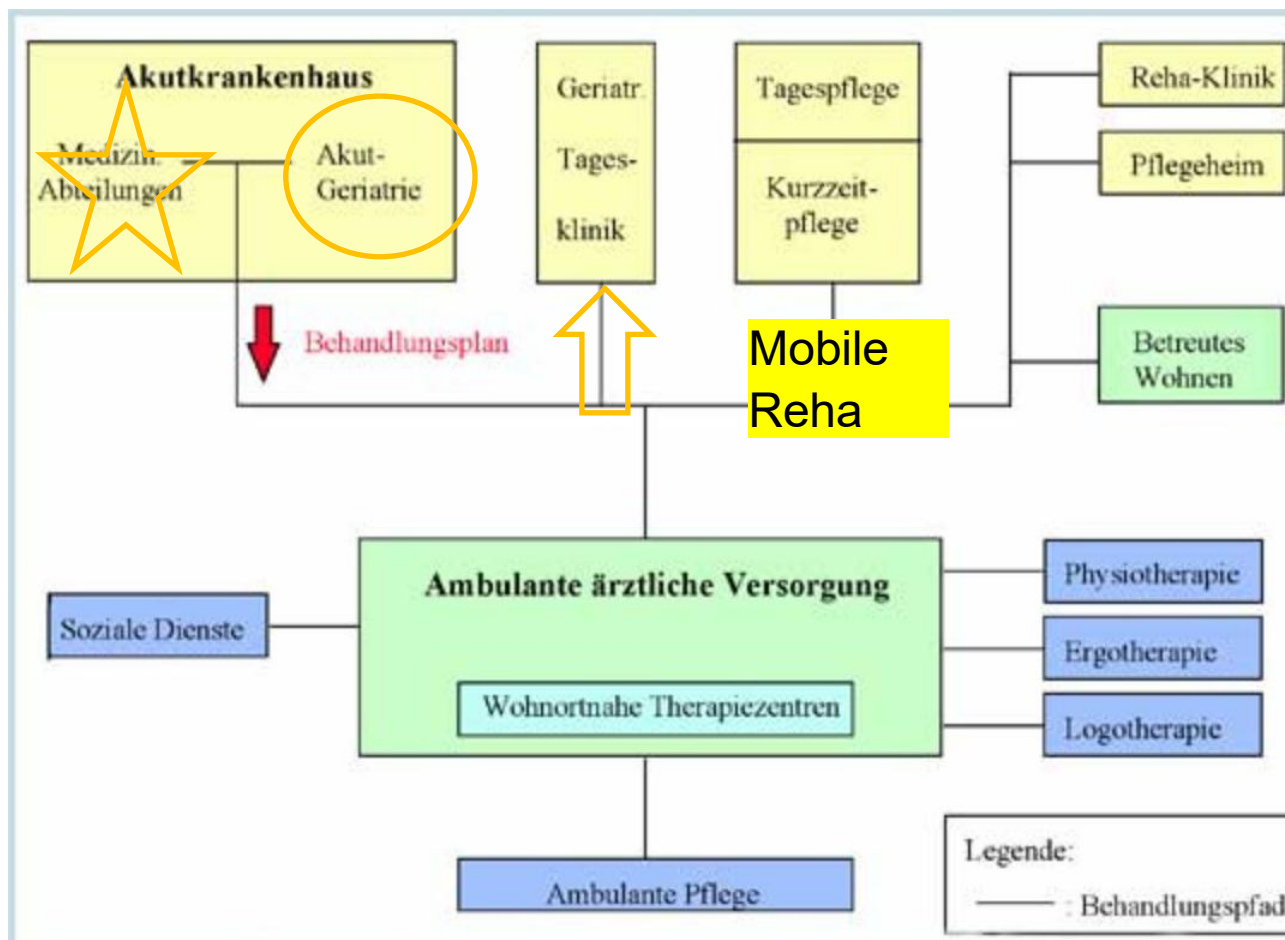 Akutkrankenhaus
Medizin.
Abteilungen
Akut-
Geriatrie
Geriatr.
Tages-
klinik
Tagespflege
Kurzzeit-
pflege
Reha-Klinik
Pflegeheim
Betreutes
Wohnen
Behandlungsplan
Mobile
Reha
Ambulante ärztliche Versorgung
Wohnortnahe Therapiezentren
Soziale Dienste
Physiotherapie
Ergotherapie
Logotherapie
Ambulante Pflege
Legende:
: Behandlungspfad